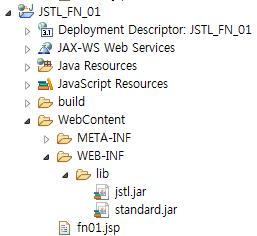 JSTL_FN_01
Deployment Descriptor: JSTL_FN_01
JAX-WS Web Services
Java Resources
JavaScript Resources
build
WebContent
META-INF
WEB-INF
lib
jstl.jar
standard.jar
fn01.jsp